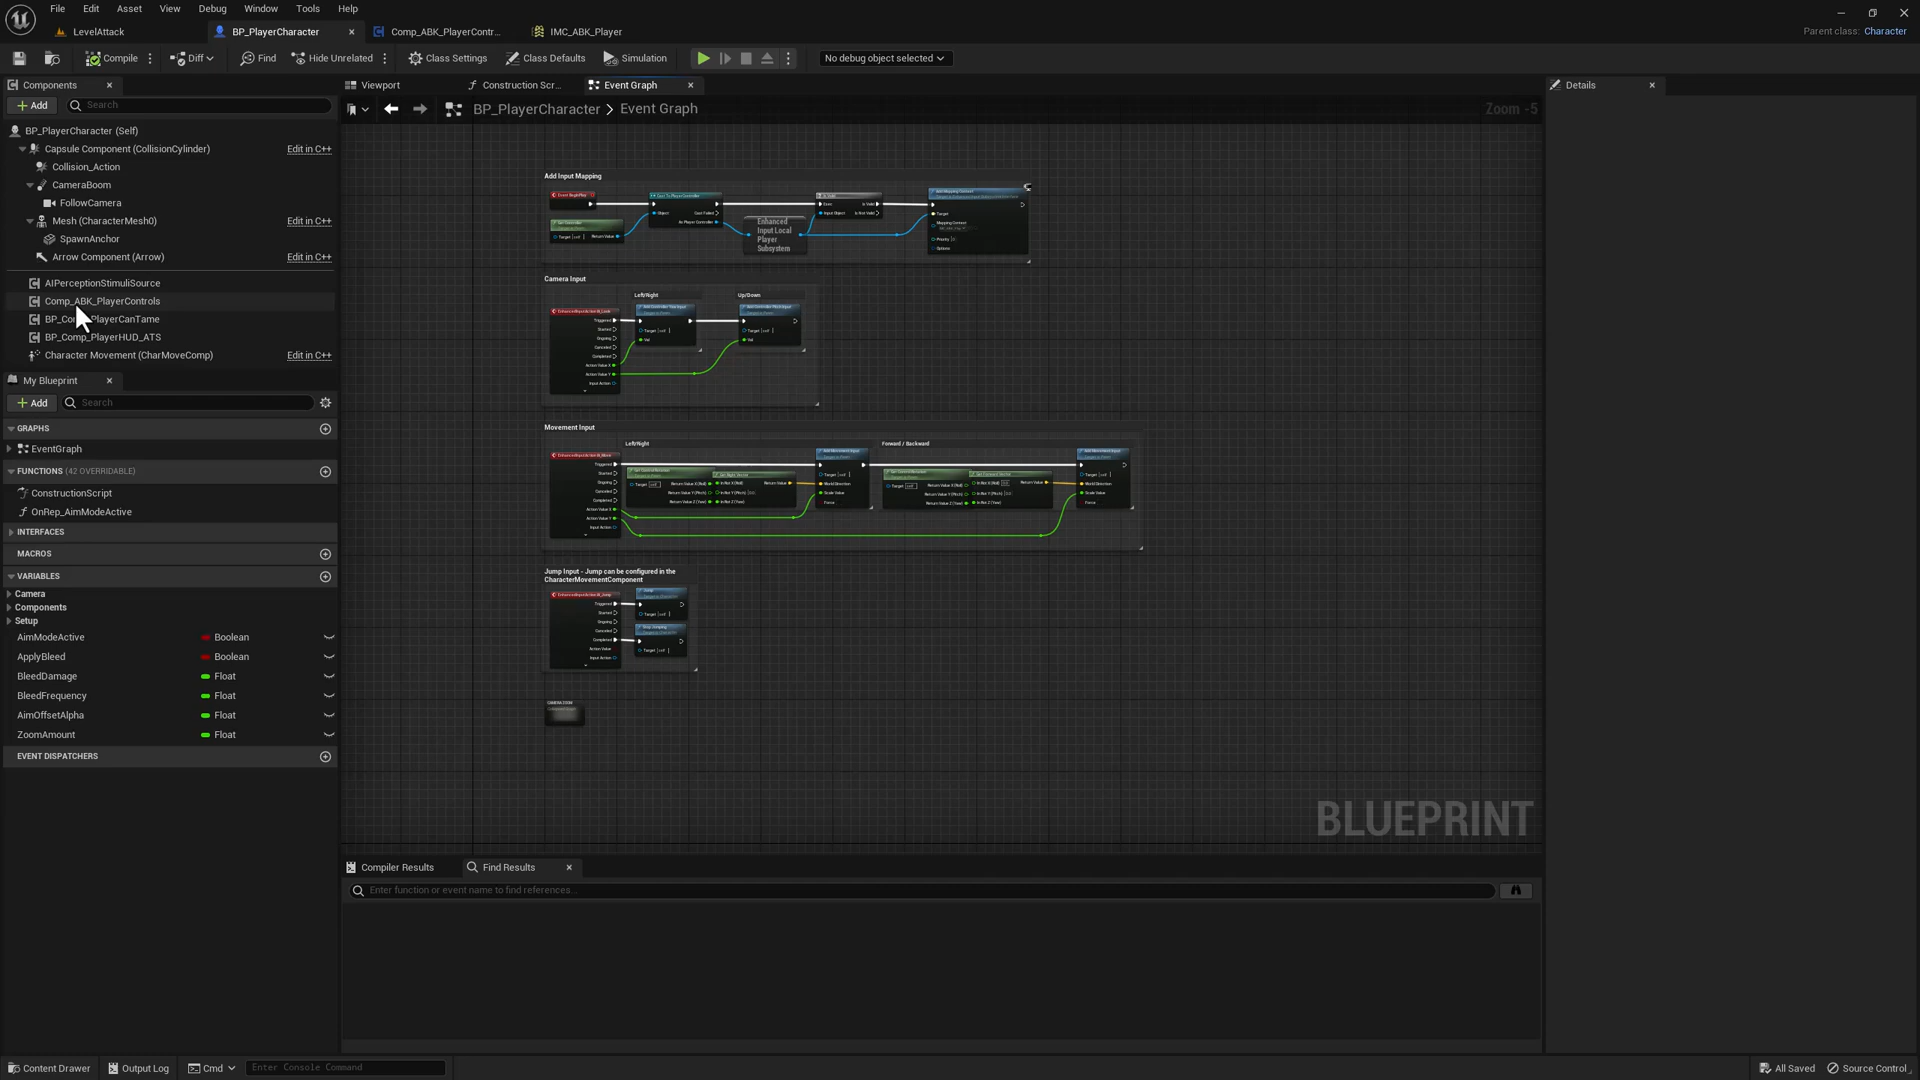 File Edit Asset View Debug Window Tools Help
LevelAttack BP_PlayerCharacter Comp_ABK_PlayerContr... IMC_ABK_Player
Parent class: Character
Compile Diff Find Hide Unrelated Class Settings Class Defaults Simulation No debug object selected
Components
Add Search
BP_PlayerCharacter (Self)
Capsule Component (CollisionCylinder) Edit in C++
Collision_Action
CameraBoom
FollowCamera
Mesh (CharacterMesh0) Edit in C++
SpawnAnchor
Arrow Component (Arrow) Edit in C++
AIPerceptionStimuliSource
Comp_ABK_PlayerControls
PlayerCanTame
BP_Comp_PlayerHUD_ATS
Character Movement (CharMoveComp) Edit in C++
My Blueprint
Add Search
GRAPHS
EventGraph
FUNCTIONS (42 OVERRIDABLE)
ConstructionScript
OnRep_AimModeActive
INTERFACES
MACROS
VARIABLES
Camera
Components
Setup
AimModeActive Boolean
ApplyBleed Boolean
BleedDamage Float
BleedFrequency Float
AimOffsetAlpha Float
ZoomAmount Float
EVENT DISPATCHERS
Viewport Construction Scr... Event Graph
BP_PlayerCharacter > Event Graph
Zoom -5
Add Input Mapping
Enhanced
Input Local
Player
Subsystem
Camera Input
Left/Right Up/Down
Movement Input
Left/Right Forward / Backward
Jump Input - Jump can be configured in the
CharacterMovementComponent
BLUEPRINT
Compiler Results Find Results
Enter function or event name to find references...
Details
Content Drawer Output Log Cmd Enter Console Command
All Saved Source Control